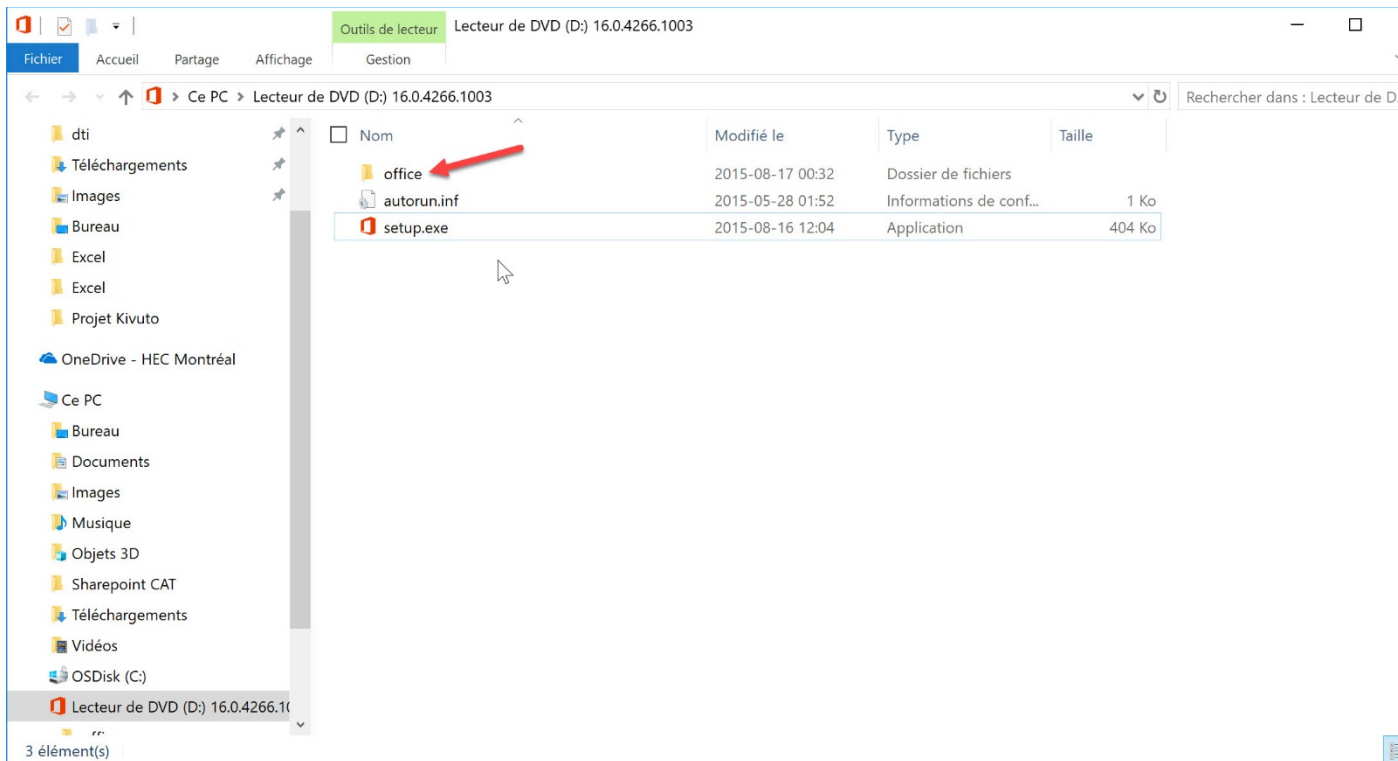 Outils de lecteur Lecteur de DVD (D:) 16.0.4266.1003
Fichier Accueil Partage Affichage Gestion
Ce PC > Lecteur de DVD (D:) 16.0.4266.1003 Rechercher dans : Lecteur de D
Nom Modifié le Type Taille
office 2015-08-17 00:32 Dossier de fichiers
autorun.inf 2015-05-28 01:52 Informations de conf... 1 Ko
setup.exe 2015-08-16 12:04 Application 404 Ko
dti
Téléchargements
Images
Bureau
Excel
Excel
Projet Kivuto
OneDrive - HEC Montréal
Ce PC
Bureau
Documents
Images
Musique
Objets 3D
Sharepoint CAT
Téléchargements
Vidéos
OSDisk (C:)
Lecteur de DVD (D:) 16.0.4266.10
3 élément(s)